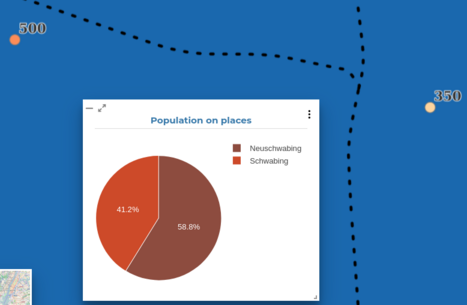 500
350
Population on places
Neuschwabing
Schwabing
41.2%
58.8%